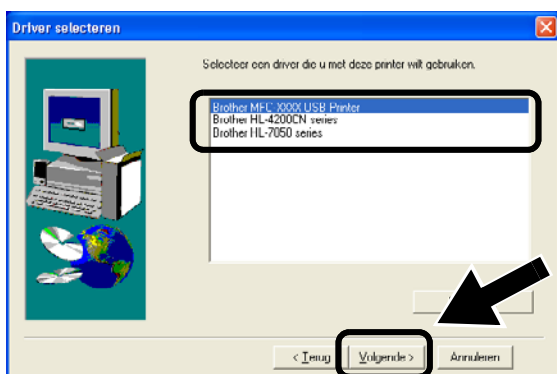 Driver selecteren
Selecteer een driver die u met deze printer wilt gebruiken.
Brother MFC XXXX USB Printer
Brother HL-4200CN series
Brother HL-7050 series
< Terug
Volgende >
Annuleren